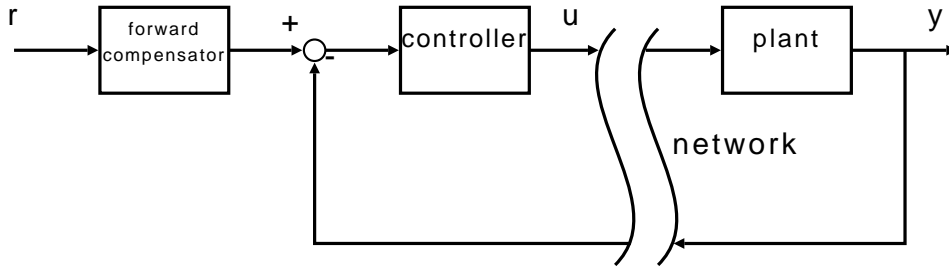 r
forward
compensator
+
-
controller
u
plant
y
network